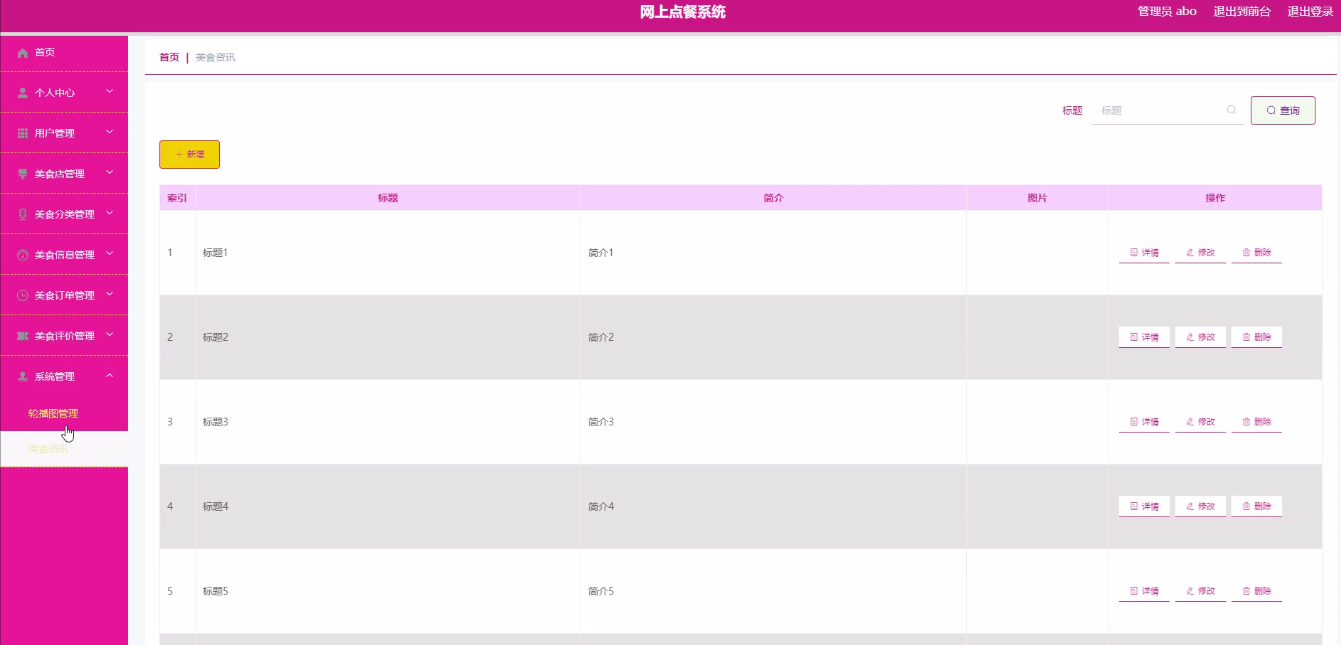 网上点餐系统
管理员 abo 退出到前台 退出登录
首页
个人中心
用户管理
美食店管理
美食分类管理
美食信息管理
美食订单管理
美食评价管理
系统管理
轮播图管理
美食资讯
首页 | 美食资讯
标题 标题 查询
+ 新增
索引 标题 简介 图片 操作
1 标题1 简介1 详情 修改 删除
2 标题2 简介2 详情 修改 删除
3 标题3 简介3 详情 修改 删除
4 标题4 简介4 详情 修改 删除
5 标题5 简介5 详情 修改 删除